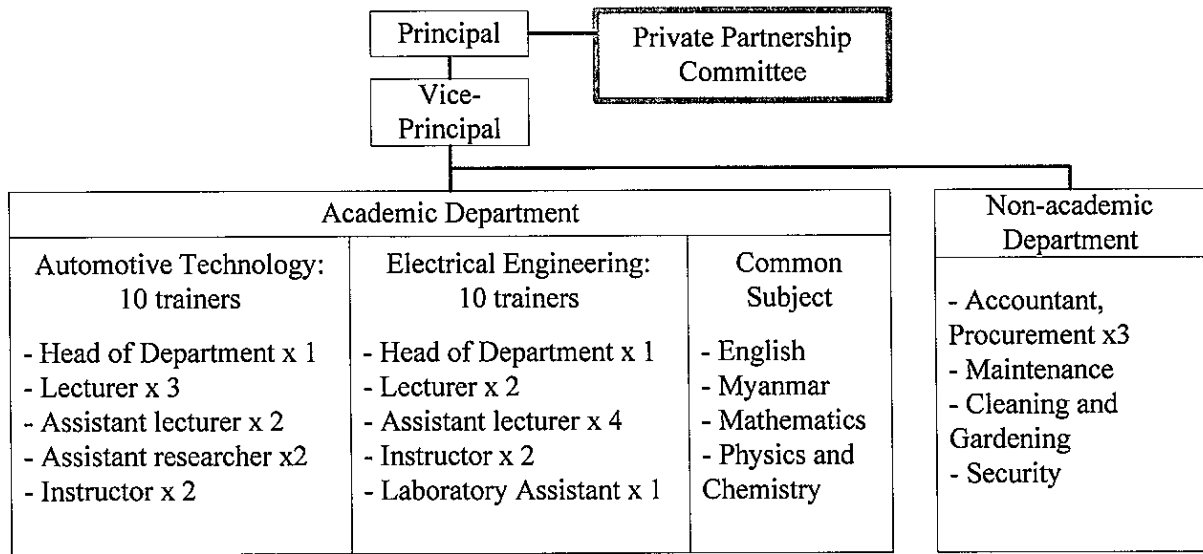 Principal
Private Partnership
Committee
Vice-
Principal
Academic Department
Automotive Technology:
10 trainers
- Head of Department x 1
- Lecturer x 3
- Assistant lecturer x 2
- Assistant researcher x2
- Instructor x 2
Electrical Engineering:
10 trainers
- Head of Department x 1
- Lecturer x 2
- Assistant lecturer x 4
- Instructor x 2
- Laboratory Assistant x 1
Common
Subject
- English
- Myanmar
- Mathematics
- Physics and
Chemistry
Non-academic
Department
- Accountant,
Procurement x3
- Maintenance
- Cleaning and
Gardening
- Security